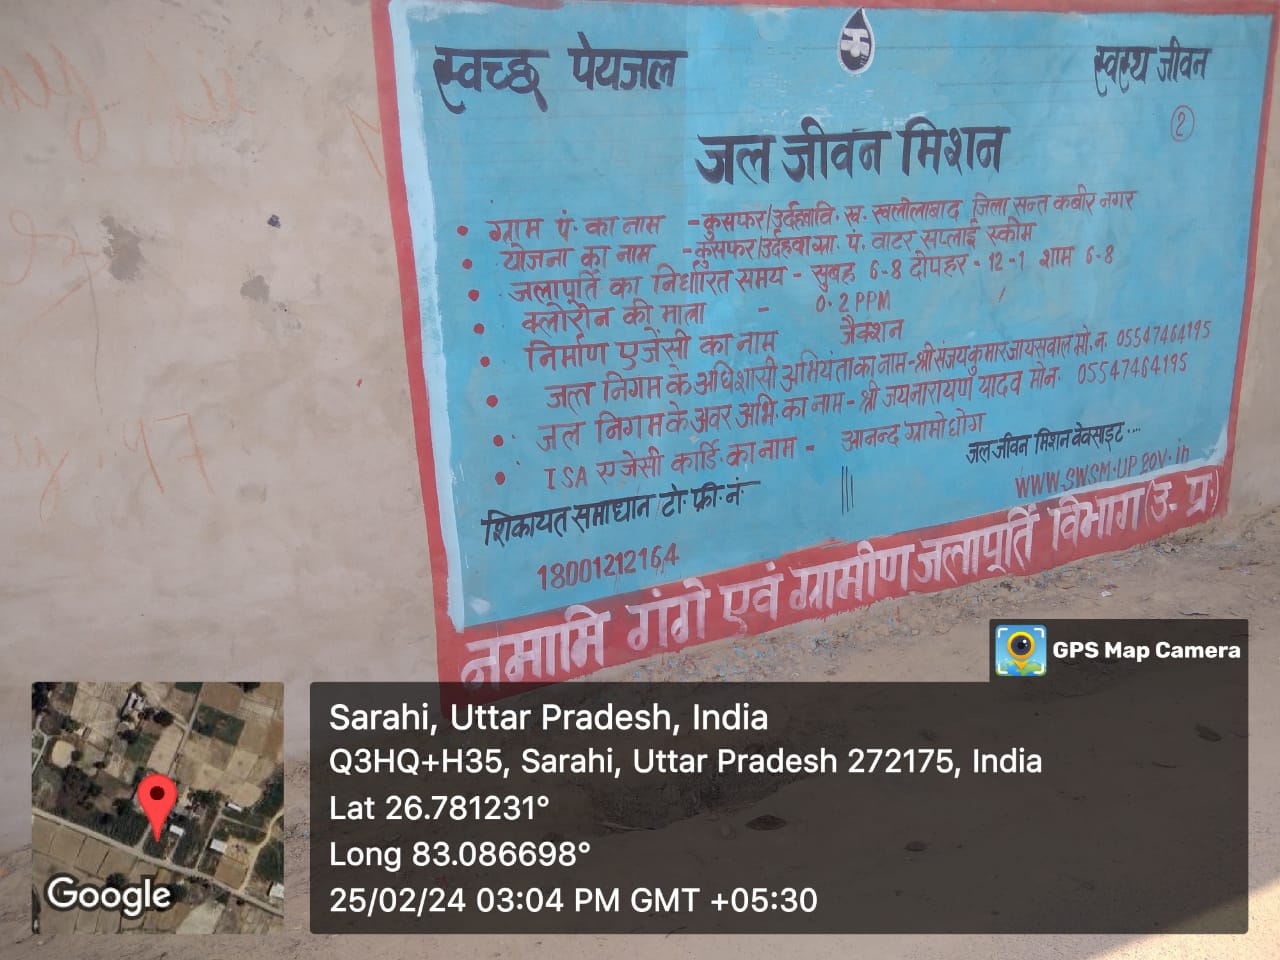 स्वच्छ पेयजल
स्वस्थ जीवन
2
जल जीवन मिशन
• ग्राम पं. का नाम - कुसफर/उर्दहवा वि. ख. खलीलाबाद जिला सन्त कबीर नगर
• योजना का नाम - कुसफर/उर्दहवा ग्रा. पं. वाटर सप्लाई स्कीम
• जलापूर्ति का निर्धारित समय - सुबह 6-8 दोपहर - 12-1 शाम 6-8
• क्लोरीन की मात्रा - 0.2 PPM
• निर्माण एजेंसी का नाम जैक्शन
• जल निगम के अधिशासी अभियंता का नाम - श्री संजय कुमार जायसवाल मो. न. 05547464195
• जल निगम के अवर अभि. का नाम - श्री जयनारायण यादव मो न. 05547464195
• ISA एजेंसी कार्डि. का नाम - आनन्द ग्रामोधोग
शिकायत समाधान टो. फ्री. नं.
18001212164
जल जीवन मिशन वेवसाइट....
WWW.SWSM.UP.GOV.in
नमामि गंगे एवं ग्रामीण जलापूर्ति विभाग (उ. प्र.)
GPS Map Camera
Sarahi, Uttar Pradesh, India
Q3HQ+H35, Sarahi, Uttar Pradesh 272175, India
Lat 26.781231°
Long 83.086698°
25/02/24 03:04 PM GMT +05:30
Google